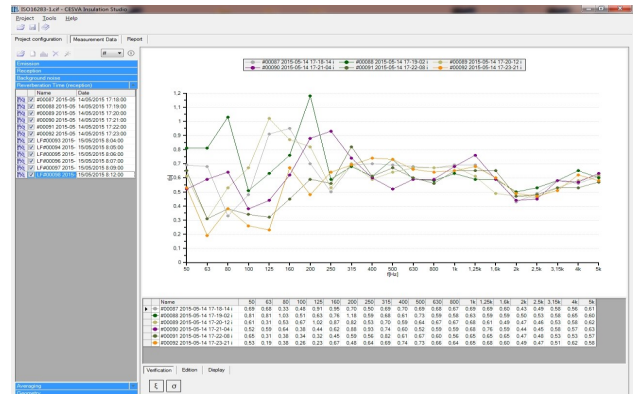 ISO16283-1.cif - CESVA Insulation Studio
Project Tools Help
Project configuration Measurement Data Report
Emission
Reception
Background noise
Reverberation Time (reception)
Name Date
#00087 2015-05 14/05/2015 17:18:00
#00088 2015-05 14/05/2015 17:19:00
#00089 2015-05 14/05/2015 17:20:00
#00090 2015-05 14/05/2015 17:21:00
#00091 2015-05 14/05/2015 17:22:00
#00092 2015-05 14/05/2015 17:23:00
LF#00093 2015- 15/05/2015 8:04:00
LF#00094 2015- 15/05/2015 8:05:00
LF#00095 2015- 15/05/2015 8:06:00
LF#00096 2015- 15/05/2015 8:07:00
LF#00097 2015- 15/05/2015 8:09:00
LF#00098 2015- 15/05/2015 8:12:00
Averaging
Geometry
#00087 2015-05-14 17-18-14 #00088 2015-05-14 17-19-02 #00089 2015-05-14 17-20-12
#00090 2015-05-14 17-21-04 #00091 2015-05-14 17-22-08 #00092 2015-05-14 17-23-21
1.2
1.1
1
0.9
0.8
0.7
0.6
0.5
0.4
0.3
0.2
0.1
0
[s]
50 63 80 100 125 160 200 250 315 400 500 630 800 1k 1,25k 1,6k 2k 2,5k 3,15k 4k 5k
f[Hz]
Name 50 63 80 100 125 160 200 250 315 400 500 630 800 1k 1,25k 1,6k 2k 2,5k 3,15k 4k 5k
#00087 2015-05-14 17-18-14 0.69 0.68 0.33 0.48 0.91 0.95 0.70 0.50 0.69 0.70 0.69 0.68 0.67 0.69 0.69 0.60 0.43 0.49 0.56 0.56 0.61
#00088 2015-05-14 17-19-02 0.81 0.81 1.03 0.51 0.63 0.76 1.18 0.59 0.68 0.61 0.73 0.59 0.58 0.63 0.59 0.59 0.50 0.53 0.58 0.65 0.60
#00089 2015-05-14 17-20-12 0.61 0.31 0.53 0.67 1.02 0.87 0.82 0.53 0.70 0.59 0.64 0.67 0.67 0.68 0.61 0.49 0.47 0.46 0.53 0.58 0.62
#00090 2015-05-14 17-21-04 0.52 0.59 0.64 0.38 0.44 0.62 0.88 0.93 0.74 0.60 0.52 0.59 0.59 0.68 0.76 0.59 0.44 0.45 0.58 0.57 0.63
#00091 2015-05-14 17-22-08 0.65 0.31 0.38 0.34 0.32 0.45 0.59 0.56 0.82 0.61 0.67 0.60 0.56 0.65 0.65 0.65 0.47 0.48 0.53 0.53 0.57
#00092 2015-05-14 17-23-21 0.53 0.19 0.38 0.26 0.23 0.67 0.48 0.64 0.69 0.74 0.73 0.66 0.64 0.65 0.68 0.60 0.49 0.47 0.51 0.62 0.58
Verification Edition Display
ξ σ